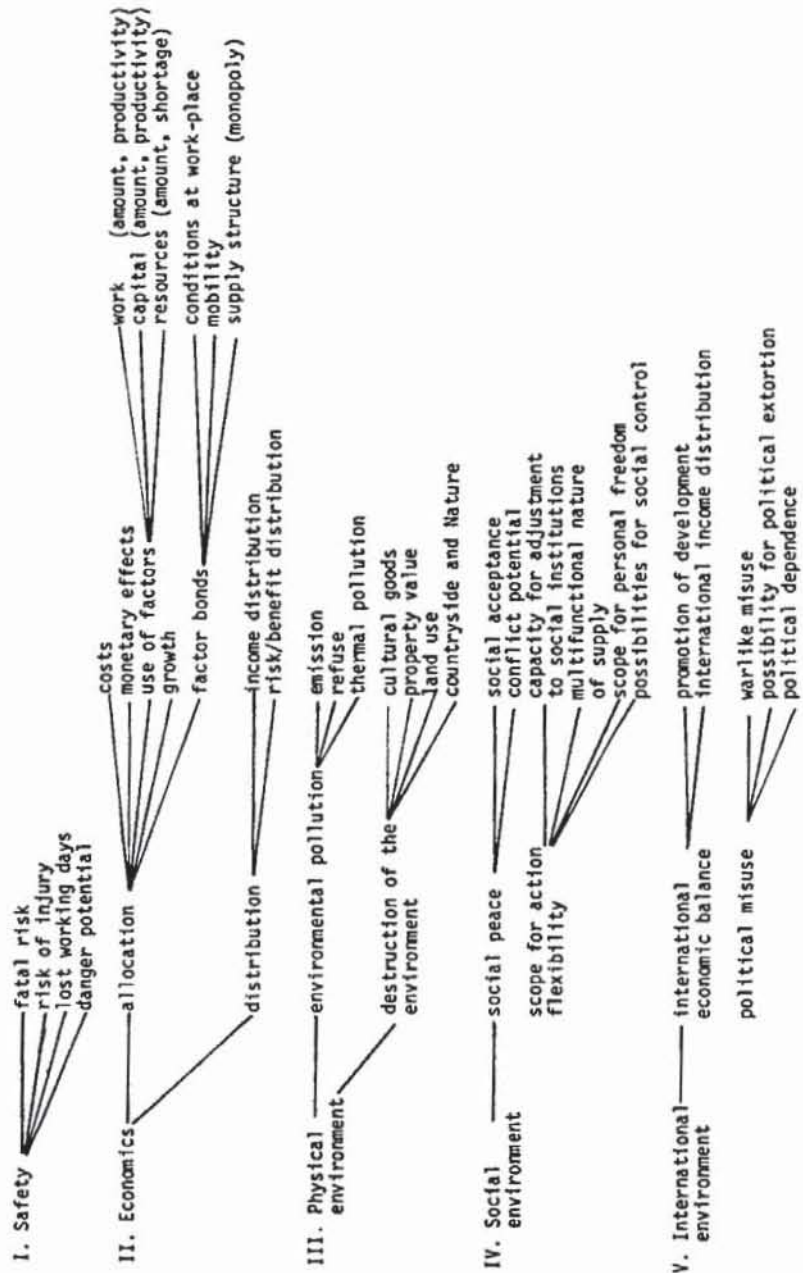 I. Safety
fatal risk
risk of injury
lost working days
danger potential
II. Economics
allocation
costs
monetary effects
use of factors
work (amount, productivity)
capital (amount, productivity)
resources (amount, shortage)
growth
factor bonds
conditions at work-place
mobility
supply structure (monopoly)
distribution
income distribution
risk/benefit distribution
III. Physical
environment
environmental pollution
emission
refuse
thermal pollution
destruction of the
environment
cultural goods
property value
land use
countryside and Nature
IV. Social
environment
social peace
social acceptance
conflict potential
scope for action
flexibility
capacity for adjustment
to social institutions
multifunctional nature
of supply
scope for personal freedom
possibilities for social control
V. International
environment
international
economic balance
promotion of development
international income distribution
political misuse
warlike misuse
possibility for political extortion
political dependence